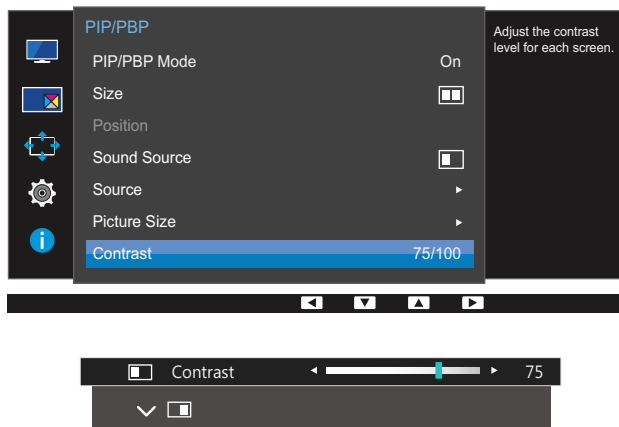 PIP/PBP
Adjust the contrast
level for each screen.
PIP/PBP Mode On
Size
Position
Sound Source
Source
Picture Size
Contrast 75/100
Contrast 75